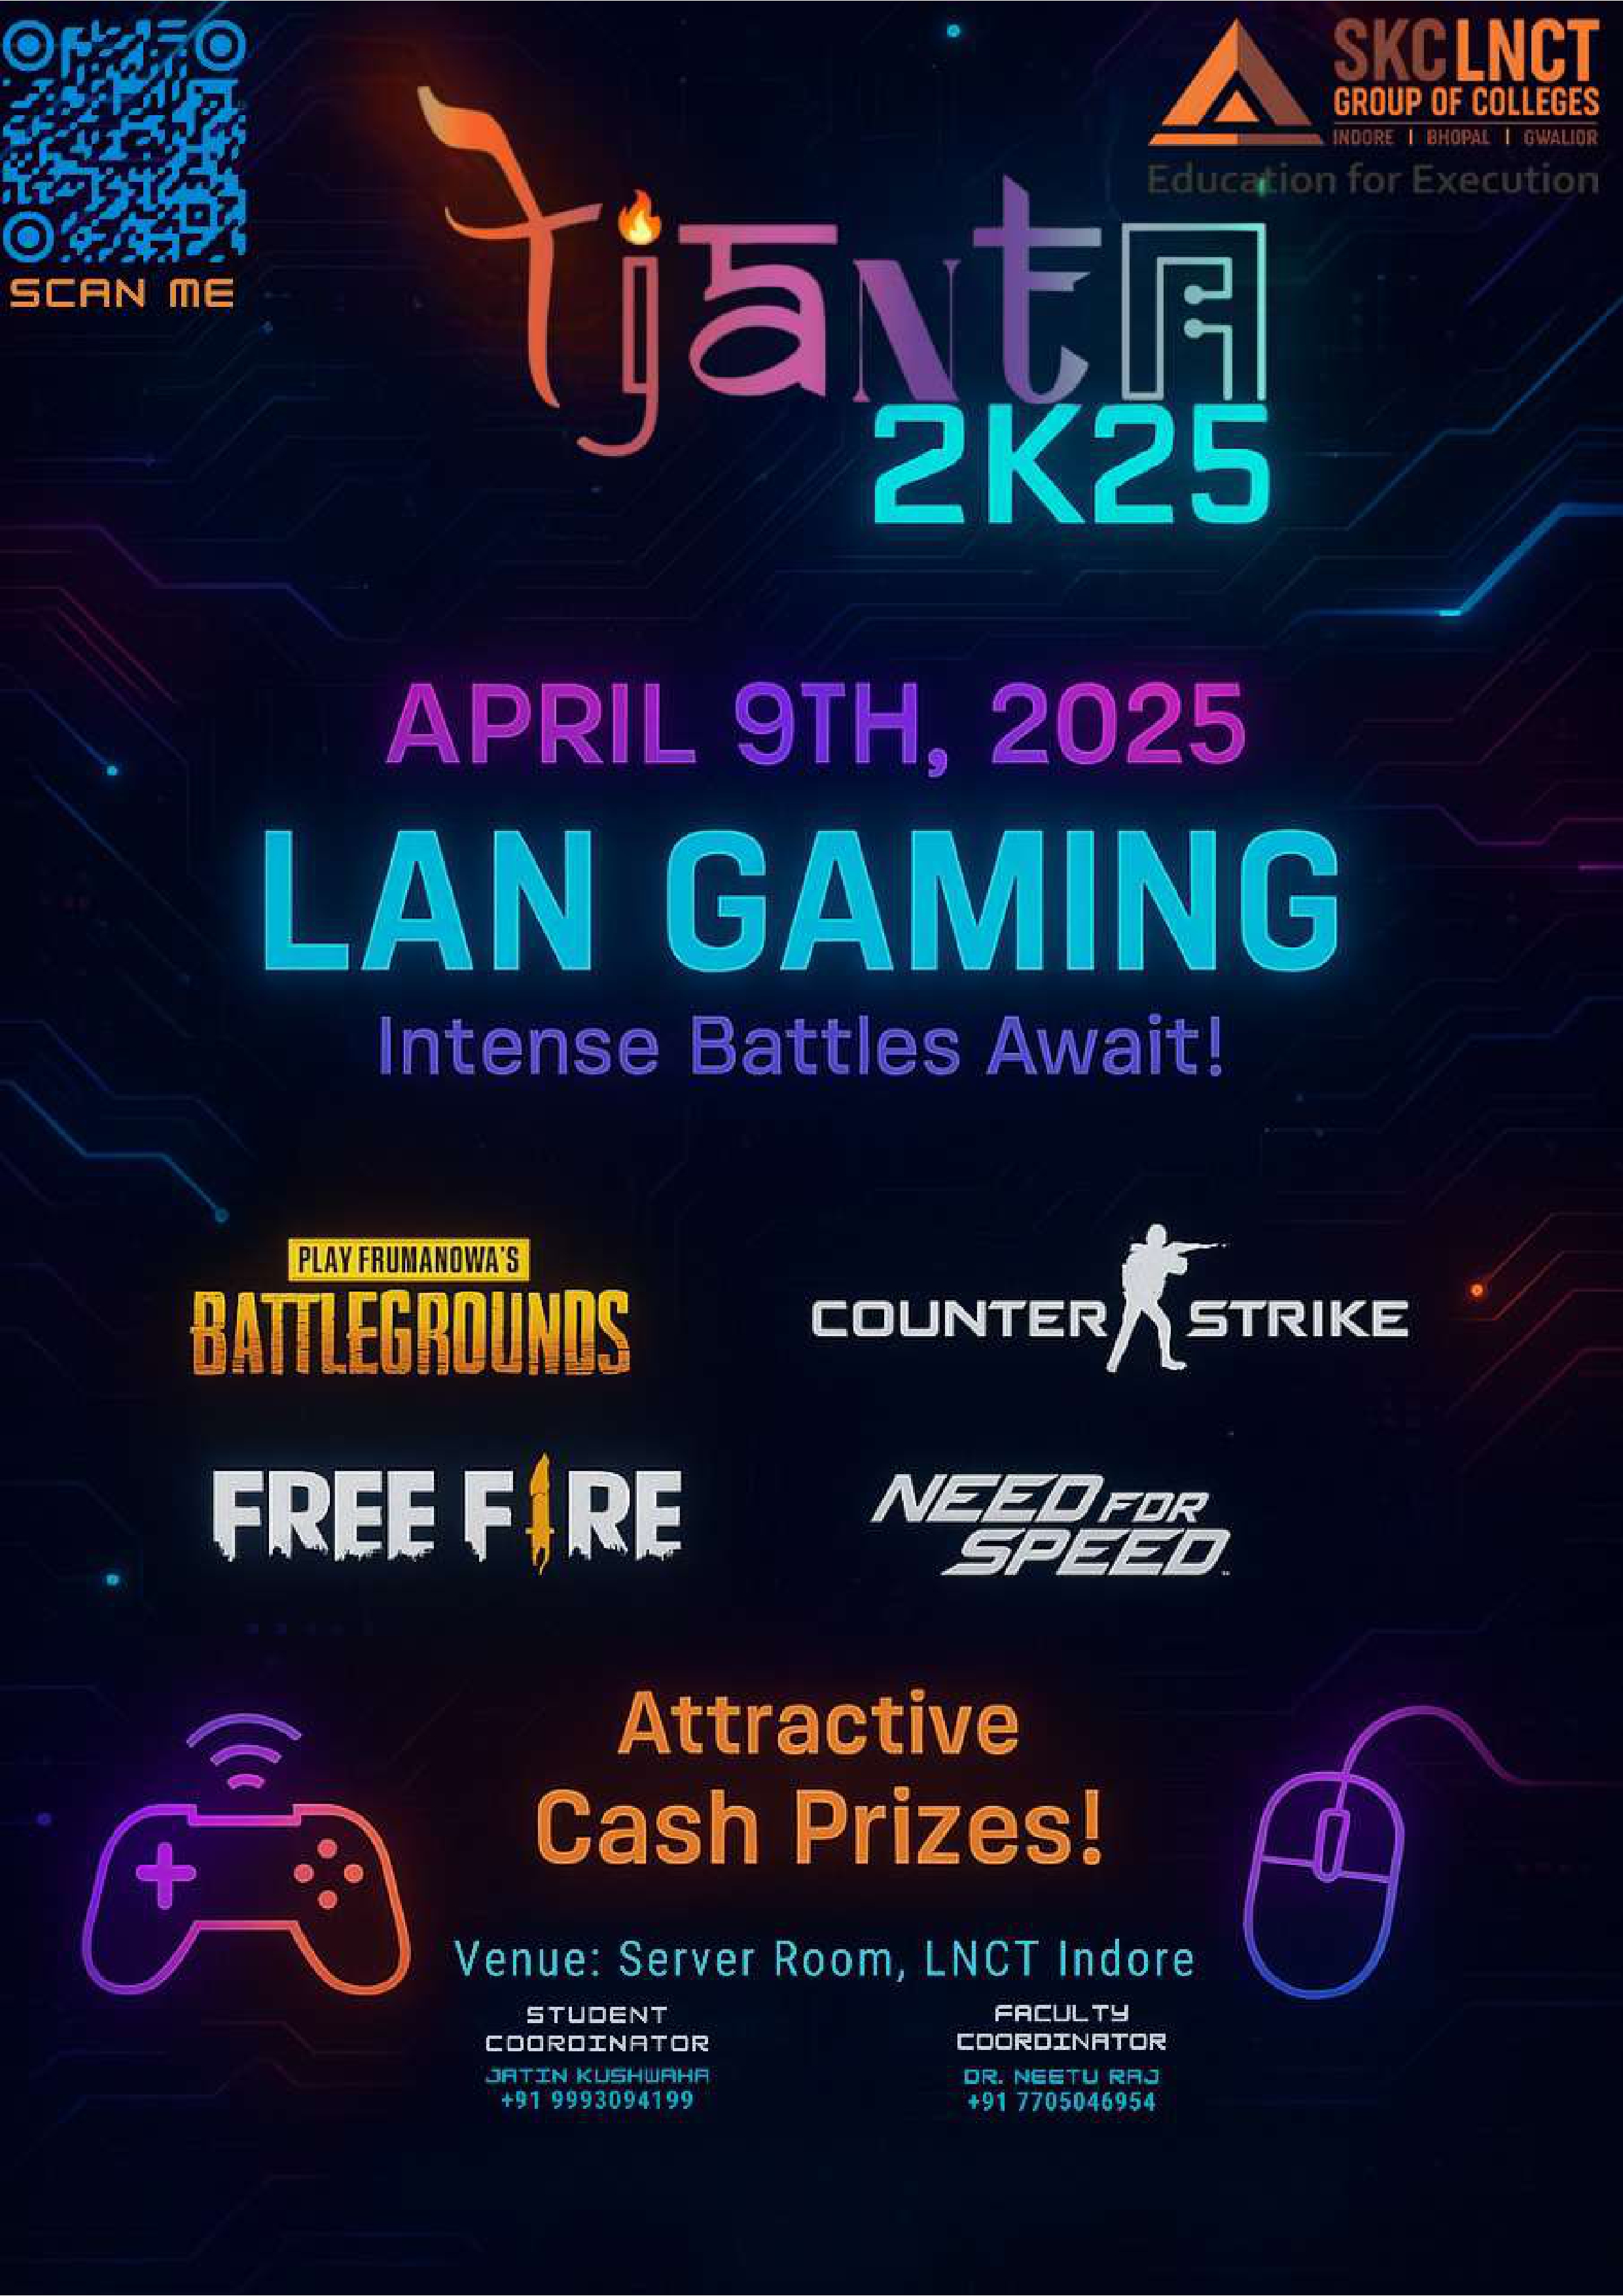 SCAN ME
SKC LNCT
GROUP OF COLLEGES
INDORE | BHOPAL | GWALIOR
Education for Execution
2K25
APRIL 9TH, 2025
LAN GAMING
Intense Battles Await!
PLAY FRUMANOWA'S
BATTLEGROUNDS
COUNTER STRIKE
FREE FIRE
NEED FOR
SPEED
Attractive
Cash Prizes!
Venue: Server Room, LNCT Indore
STUDENT
COORDINATOR
JATIN KUSHWAHA
+91 9993094199
FACULTY
COORDINATOR
DR. NEETU RAJ
+91 7705046954